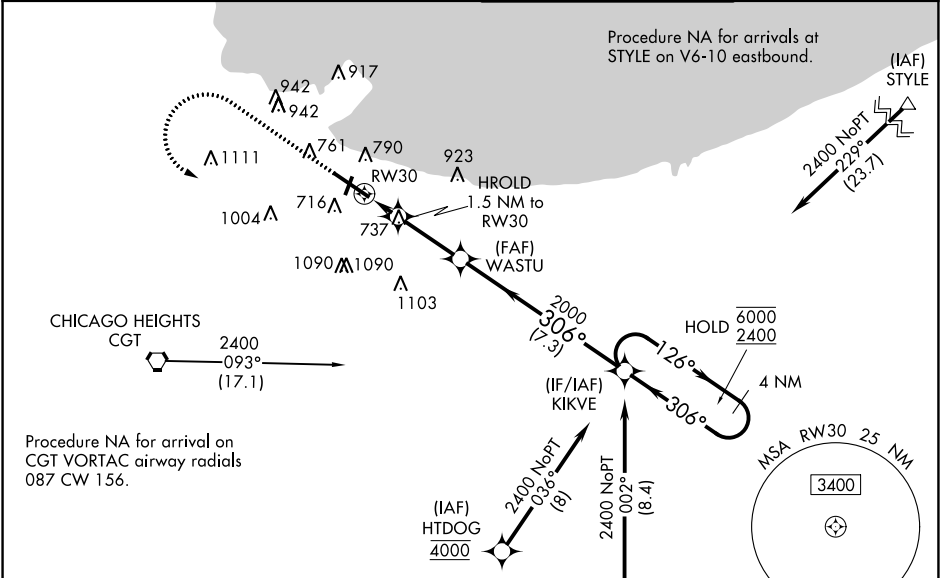 Procedure NA for arrivals at
STYLE on V6-10 eastbound.
(IAF)
STYLE
2400 NoPT
229°
(23.7)
917
942
942
761
790
923
1111
RW30
HROLD
1.5 NM to
RW30
716
1004
737
(FAF)
WASTU
1090
1090
1103
2000
306°
(7.3)
CHICAGO HEIGHTS
CGT
2400
093°
(17.1)
HOLD
6000
2400
126°
306°
4 NM
(IF/IAF)
KIKVE
Procedure NA for arrival on
CGT VORTAC airway radials
087 CW 156.
2400 NoPT
036°
(8)
2400 NoPT
002°
(8.4)
(IAF)
HTDOG
4000
MSA RW30 25 NM
3400